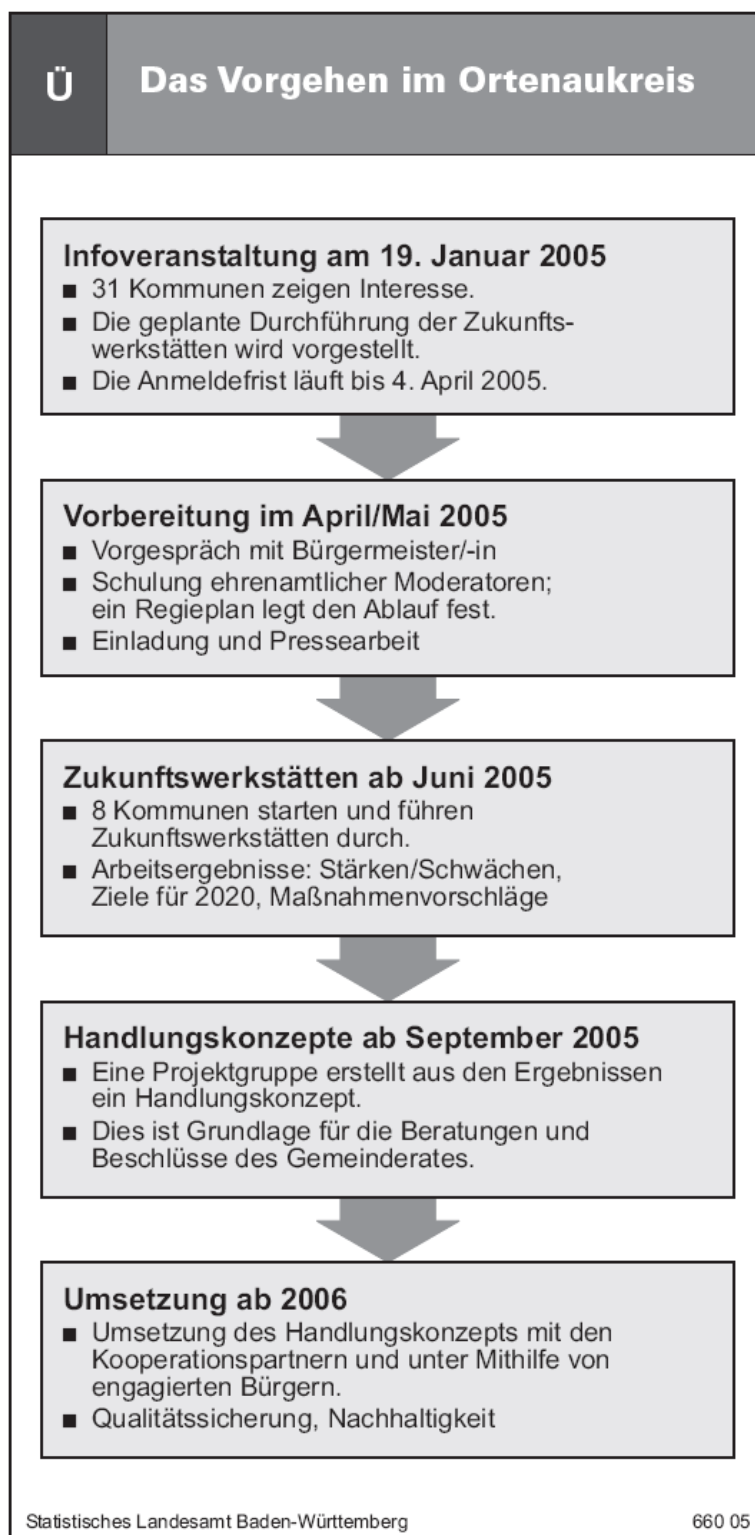 Ü
Das Vorgehen im Ortenaukreis
Infoveranstaltung am 19. Januar 2005
■ 31 Kommunen zeigen Interesse.
■ Die geplante Durchführung der Zukunfts-
werkstätten wird vorgestellt.
■ Die Anmeldefrist läuft bis 4. April 2005.
Vorbereitung im April/Mai 2005
■ Vorgespräch mit Bürgermeister/-in
■ Schulung ehrenamtlicher Moderatoren;
ein Regieplan legt den Ablauf fest.
■ Einladung und Pressearbeit
Zukunftswerkstätten ab Juni 2005
■ 8 Kommunen starten und führen
Zukunftswerkstätten durch.
■ Arbeitsergebnisse: Stärken/Schwächen,
Ziele für 2020, Maßnahmenvorschläge
Handlungskonzepte ab September 2005
■ Eine Projektgruppe erstellt aus den Ergebnissen
ein Handlungskonzept.
■ Dies ist Grundlage für die Beratungen und
Beschlüsse des Gemeinderates.
Umsetzung ab 2006
■ Umsetzung des Handlungskonzepts mit den
Kooperationspartnern und unter Mithilfe von
engagierten Bürgern.
■ Qualitätssicherung, Nachhaltigkeit
Statistisches Landesamt Baden-Württemberg
660 05